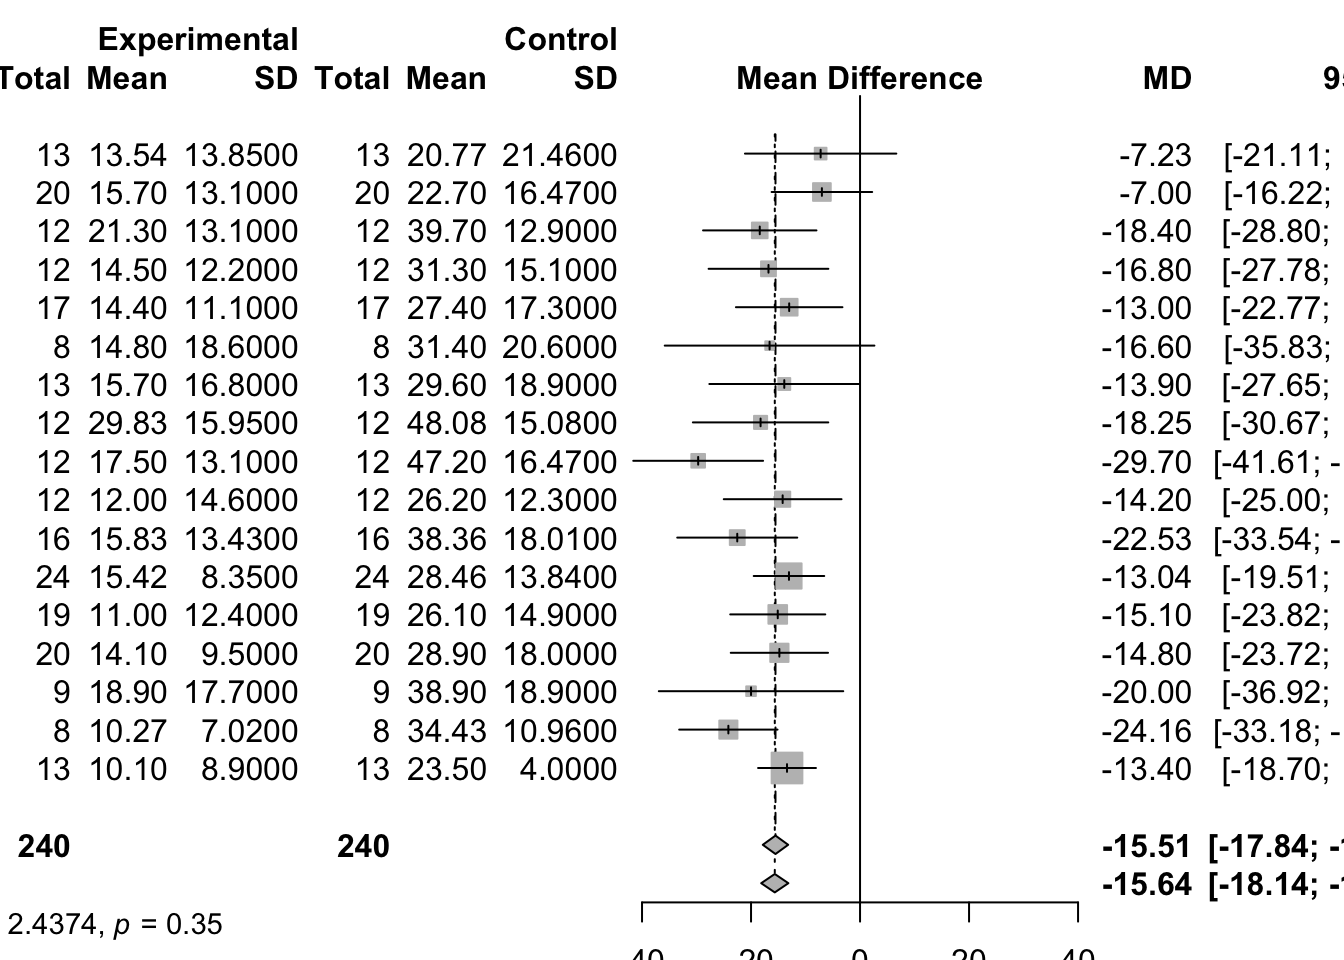 Experimental Control
Total Mean SD Total Mean SD Mean Difference MD
13 13.54 13.8500 13 20.77 21.4600 -7.23 [-21.11;
20 15.70 13.1000 20 22.70 16.4700 -7.00 [-16.22;
12 21.30 13.1000 12 39.70 12.9000 -18.40 [-28.80;
12 14.50 12.2000 12 31.30 15.1000 -16.80 [-27.78;
17 14.40 11.1000 17 27.40 17.3000 -13.00 [-22.77;
8 14.80 18.6000 8 31.40 20.6000 -16.60 [-35.83;
13 15.70 16.8000 13 29.60 18.9000 -13.90 [-27.65;
12 29.83 15.9500 12 48.08 15.0800 -18.25 [-30.67;
12 17.50 13.1000 12 47.20 16.4700 -29.70 [-41.61; -
12 12.00 14.6000 12 26.20 12.3000 -14.20 [-25.00;
16 15.83 13.4300 16 38.36 18.0100 -22.53 [-33.54; -
24 15.42 8.3500 24 28.46 13.8400 -13.04 [-19.51;
19 11.00 12.4000 19 26.10 14.9000 -15.10 [-23.82;
20 14.10 9.5000 20 28.90 18.0000 -14.80 [-23.72;
9 18.90 17.7000 9 38.90 18.9000 -20.00 [-36.92;
8 10.27 7.0200 8 34.43 10.9600 -24.16 [-33.18; -
13 10.10 8.9000 13 23.50 4.0000 -13.40 [-18.70;
240 240 -15.51 [-17.84; -
-15.64 [-18.14; -
2.4374, p = 0.35
40 20 0 20 40